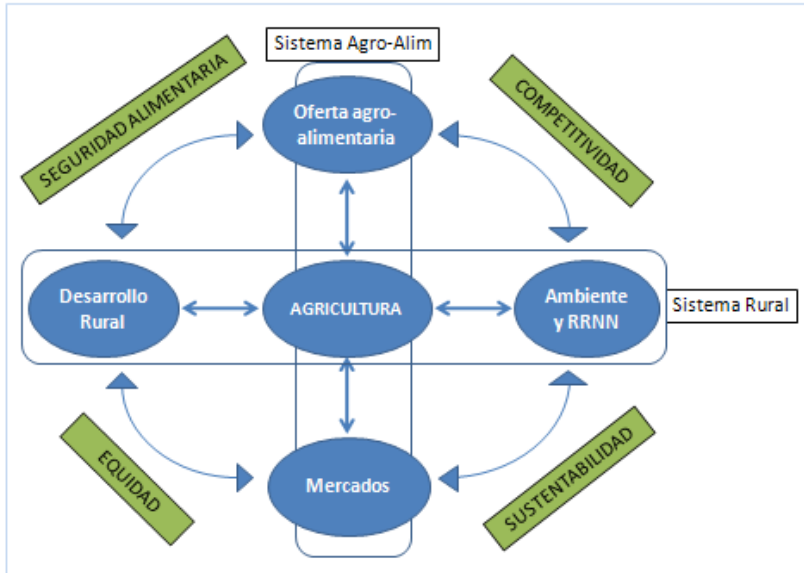 Sistema Agro-Alim
SEGURIDAD ALIMENTARIA
COMPETITIVIDAD
Oferta agro-
alimentaria
Desarrollo
Rural
AGRICULTURA
Ambiente
y RRNN
Sistema Rural
EQUIDAD
Mercados
SUSTENTABILIDAD